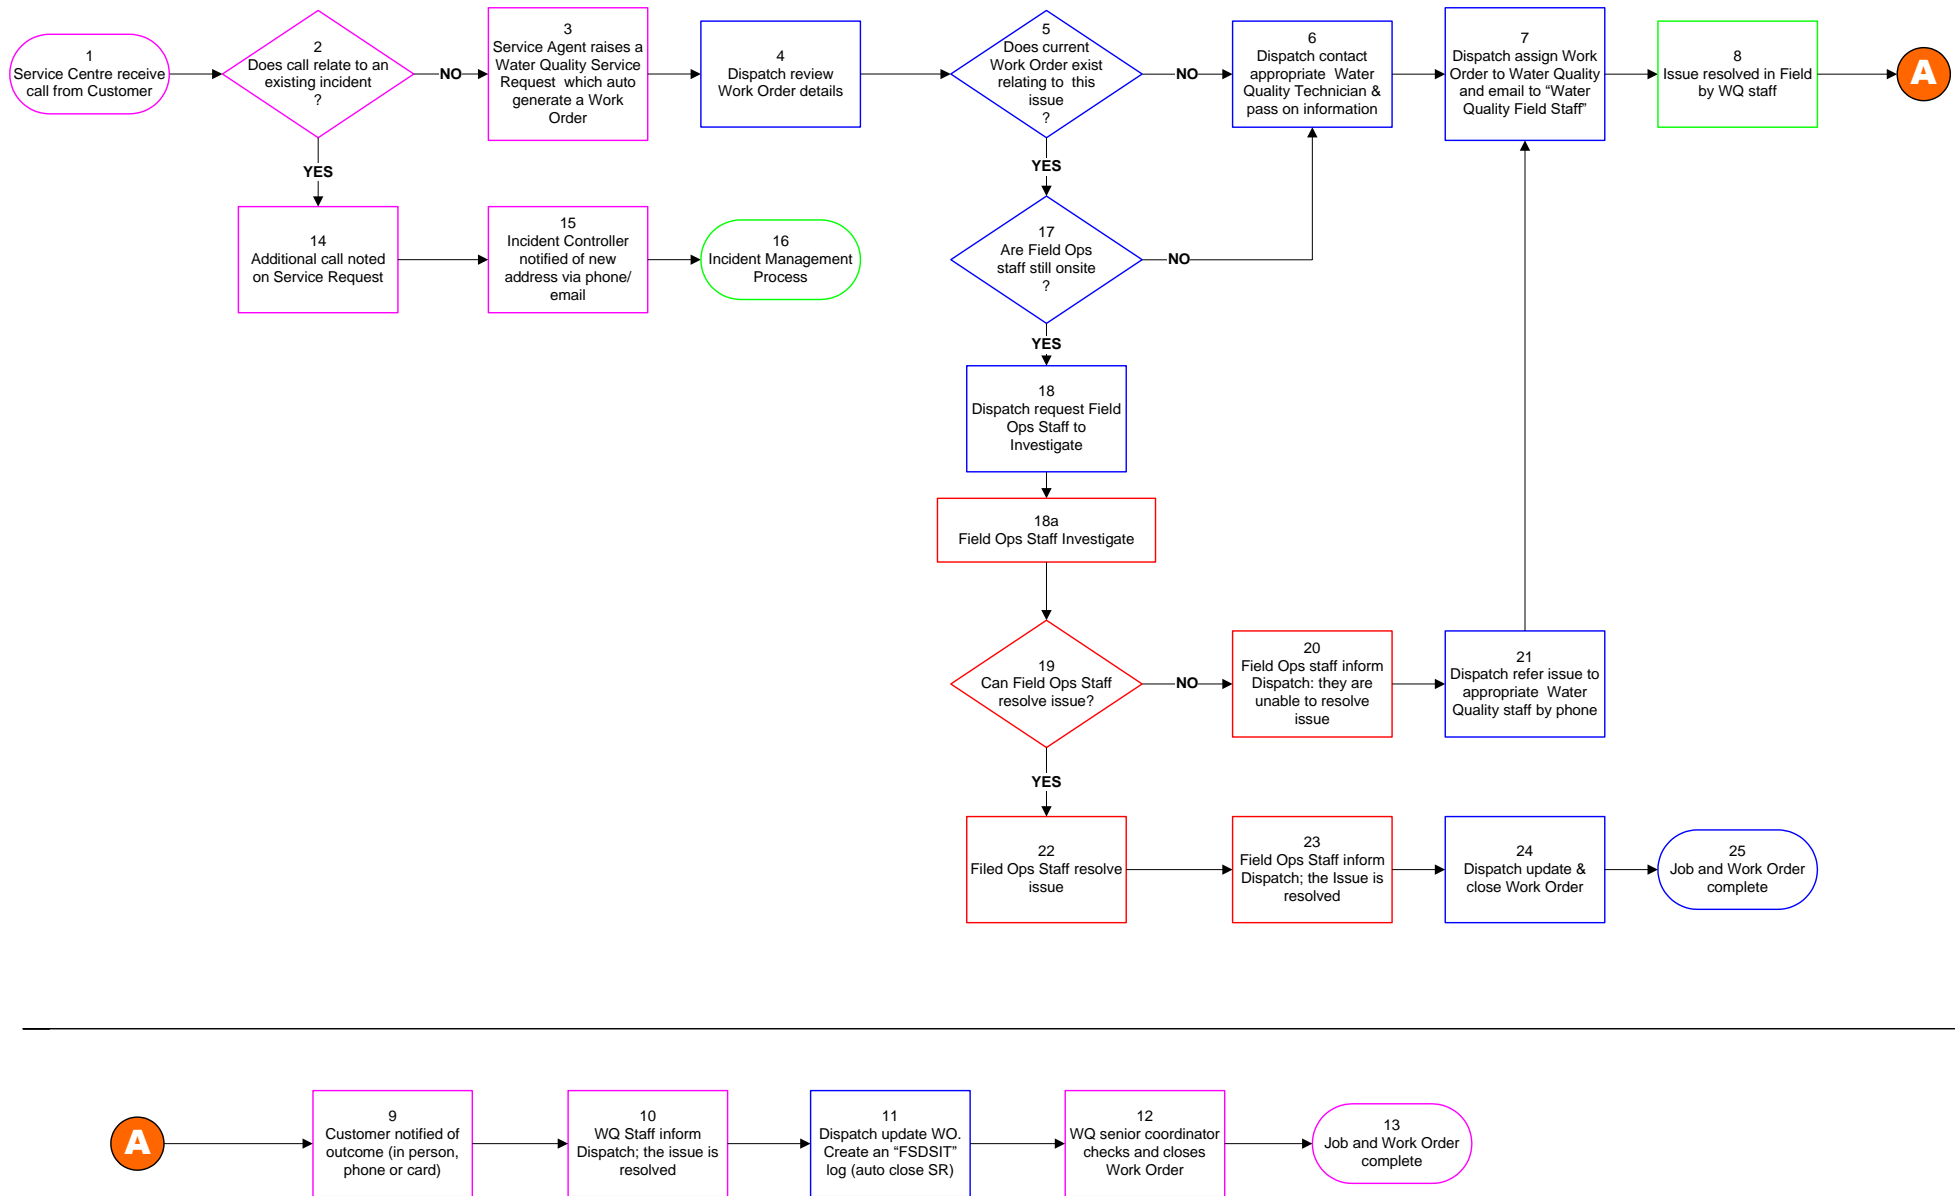 1
Service Centre receive
call from Customer
2
Does call relate to an
existing incident
?
NO
3
Service Agent raises a
Water Quality Service
Request which auto
generate a Work
Order
4
Dispatch review
Work Order details
5
Does current
Work Order exist
relating to this
issue
?
NO
6
Dispatch contact
appropriate Water
Quality Technician &
pass on information
7
Dispatch assign Work
Order to Water Quality
and email to “Water
Quality Field Staff”
8
Issue resolved in Field
by WQ staff
A
YES
YES
14
Additional call noted
on Service Request
15
Incident Controller
notified of new
address via phone/
email
16
Incident Management
Process
17
Are Field Ops
staff still onsite
?
NO
YES
18
Dispatch request Field
Ops Staff to
Investigate
18a
Field Ops Staff Investigate
19
Can Field Ops Staff
resolve issue?
NO
20
Field Ops staff inform
Dispatch: they are
unable to resolve
issue
21
Dispatch refer issue to
appropriate Water
Quality staff by phone
YES
22
Filed Ops Staff resolve
issue
23
Field Ops Staff inform
Dispatch; the Issue is
resolved
24
Dispatch update &
close Work Order
25
Job and Work Order
complete
A
9
Customer notified of
outcome (in person,
phone or card)
10
WQ Staff inform
Dispatch; the issue is
resolved
11
Dispatch update WO.
Create an “FSDSIT”
log (auto close SR)
12
WQ senior coordinator
checks and closes
Work Order
13
Job and Work Order
complete